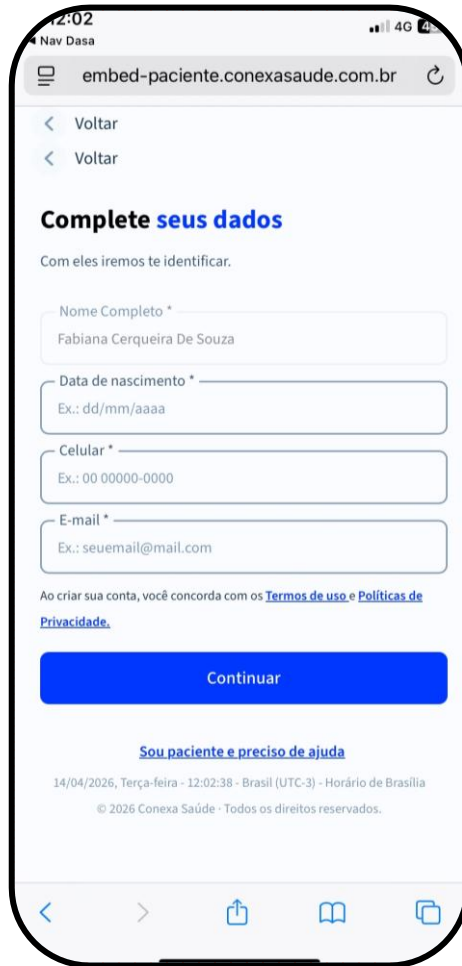 12:02
4G
Nav Dasa
embed-paciente.conexasaude.com.br
Voltar
Voltar
Complete seus dados
Com eles iremos te identificar.
Nome Completo *
Fabiana Cerqueira De Souza
Data de nascimento *
Ex.: dd/mm/aaaa
Celular *
Ex.: 00 00000-0000
E-mail *
Ex.: seuemail@mail.com
Ao criar sua conta, você concorda com os Termos de uso e Políticas de
Privacidade.
Continuar
Sou paciente e preciso de ajuda
14/04/2026, Terça-feira - 12:02:38 - Brasil (UTC-3) - Horário de Brasília
© 2026 Conexa Saúde · Todos os direitos reservados.